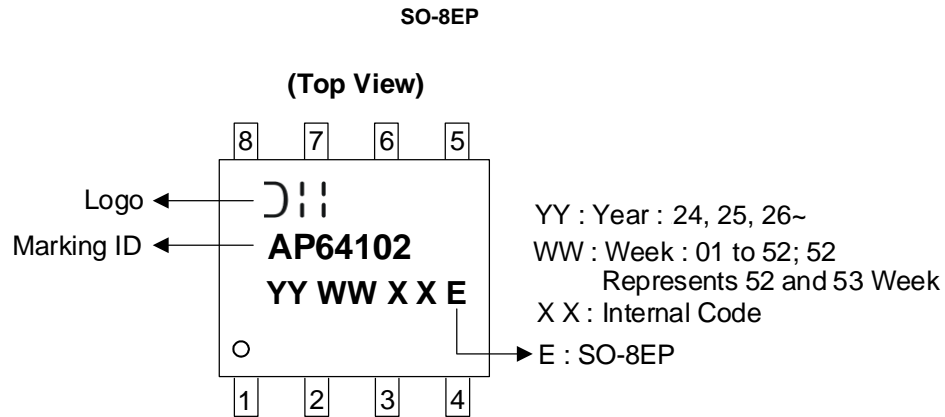 SO-8EP
(Top View)
8 7 6 5
Logo
Marking ID
AP64102
YY WW X X E
YY : Year : 24, 25, 26~
WW : Week : 01 to 52; 52
Represents 52 and 53 Week
X X : Internal Code
E : SO-8EP
1 2 3 4